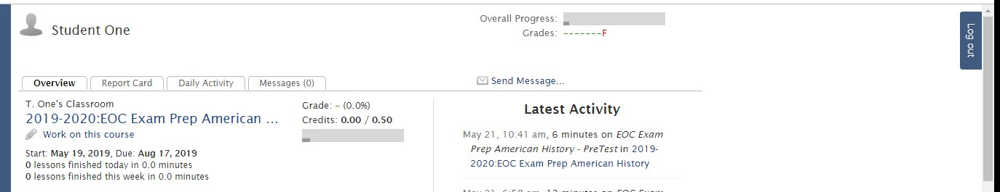 Student One
Overall Progress:
Grades: -------F
Log out
Overview
Report Card
Daily Activity
Messages (0)
Send Message...
T. One's Classroom
2019-2020:EOC Exam Prep American ...
Work on this course
Start: May 19, 2019, Due: Aug 17, 2019
0 lessons finished today in 0.0 minutes
0 lessons finished this week in 0.0 minutes
Grade: – (0.0%)
Credits: 0.00 / 0.50
Latest Activity
May 21, 10:41 am, 6 minutes on EOC Exam
Prep American History - PreTest in 2019-
2020:EOC Exam Prep American History